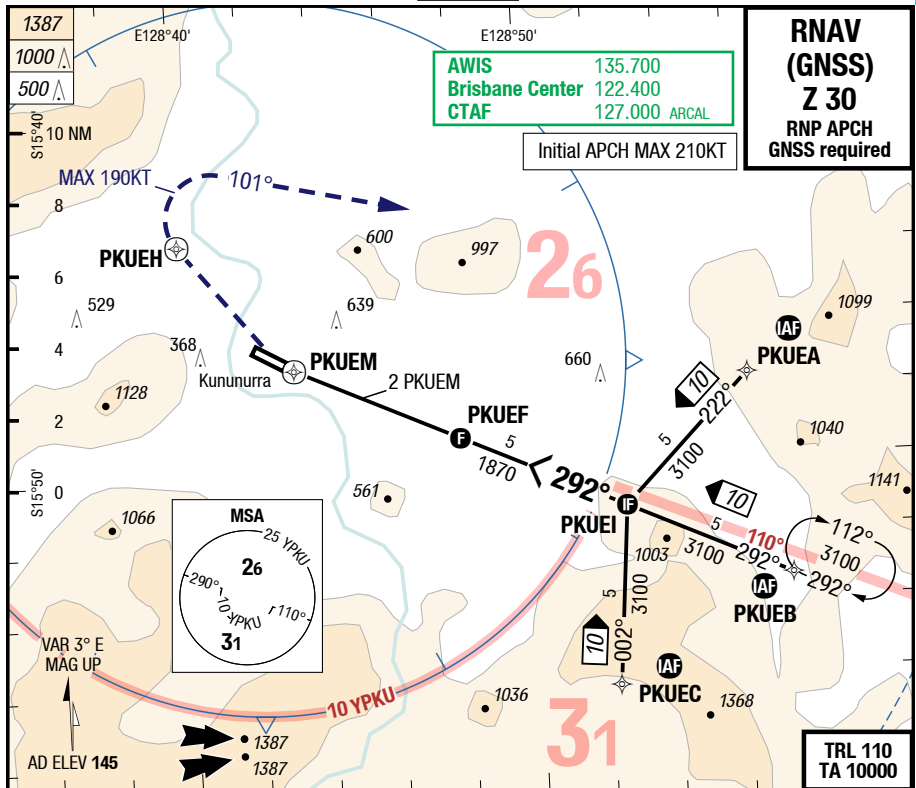 1387
1000
500
E128°40'
E128°50'
AWIS 135.700
Brisbane Center 122.400
CTAF 127.000 ARCAL
Initial APCH MAX 210KT
RNAV
(GNSS)
Z 30
RNP APCH
GNSS required
S15°40'
10 NM
8
6
4
2
0
S15°50'
MAX 190KT
101°
PKUEH
600
997
26
529
639
368
Kununurra
PKUEM
2 PKUEM
660
1099
IAF
PKUEA
10
222°
5
3100
1128
PKUEF
F
5
1870
292°
1040
1141
IF
PKUEI
10
5
110°
3100
292°
112°
3100
292°
IAF
PKUEB
1003
561
1066
MSA
25 YPKU
26
290°
10 YPKU
110°
31
5
3100
10
002°
IAF
PKUEC
1036
1368
31
10 YPKU
VAR 3° E
MAG UP
1387
1387
AD ELEV 145
TRL 110
TA 10000